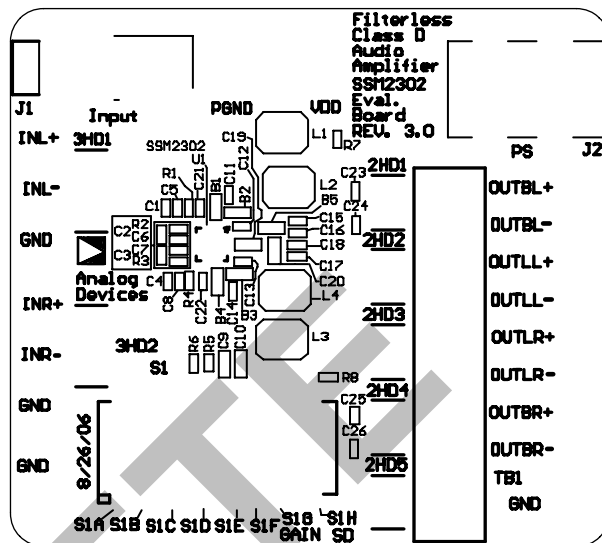 Filterless
Class D
Audio
Amplifier
SSM2302
Eval.
Board
REV. 3.0
J1
Input
PGND
VDD
INL+
3HD1
SSM2302
U1
C19
C12
L1
R7
PS
J2
R1
C5
C21
B1
C11
B2
L2
2HD1
C23
INL-
OUTBL+
C1
B5
C15
C24
C16
OUTBL-
GND
R2
C2
C6
C7
C3
R3
C18
2HD2
OUTLL+
C17
Analog
Devices
C4
C8
R4
C22
B4
C14
C13
B3
C20
L4
INR+
OUTLL-
2HD3
3HD2
S1
R6
R5
C9
C10
L3
OUTLR+
INR-
R8
OUTLR-
2HD4
GND
C25
OUTBR+
8/26/06
C26
OUTBR-
GND
2HD5
TB1
GND
S1A
S1B
S1C
S1D
S1E
S1F
S1G
S1H
GAIN
SD
TE